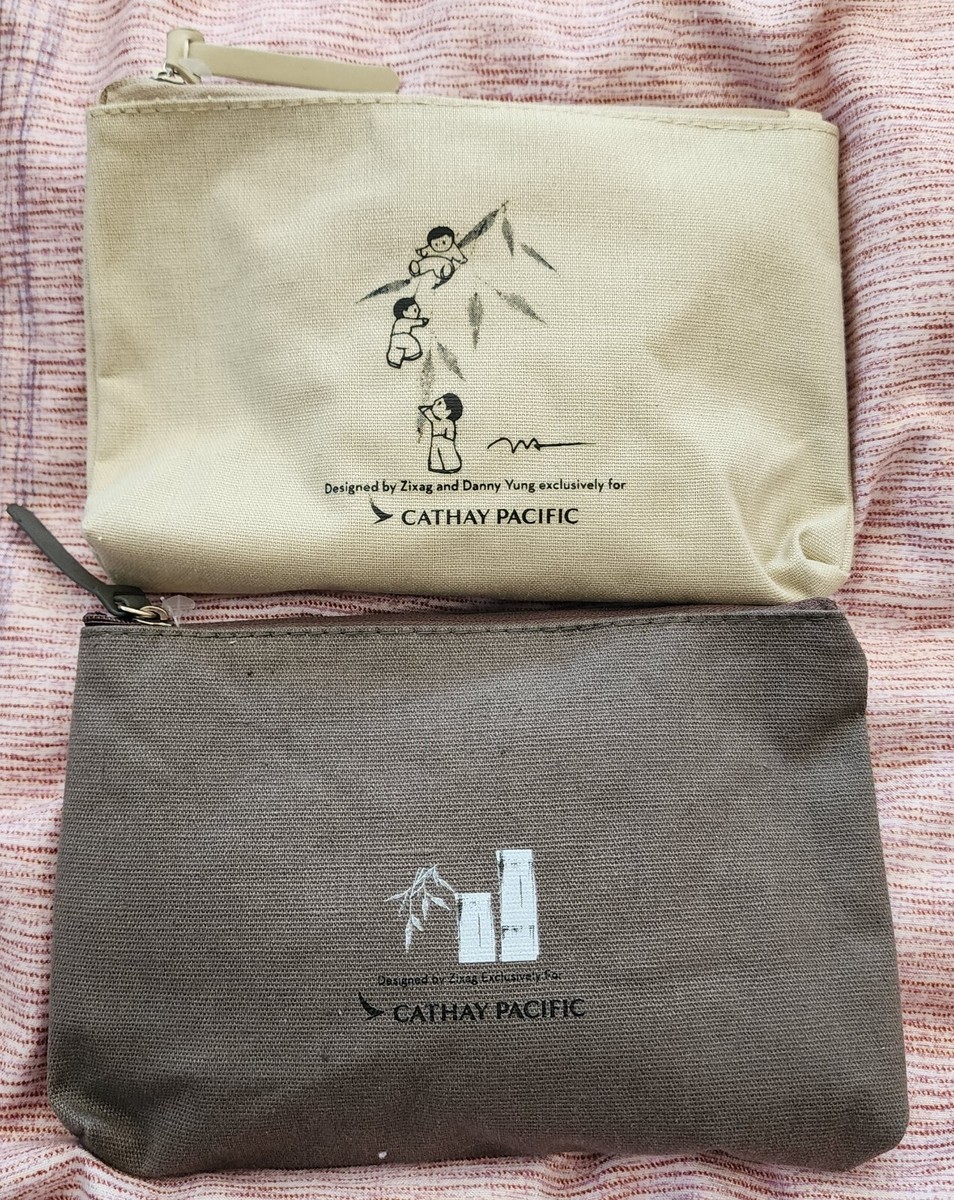 Designed by Zixag and Danny Yung exclusively for
CATHAY PACIFIC
Designed by Zixag Exclusively For
CATHAY PACIFIC